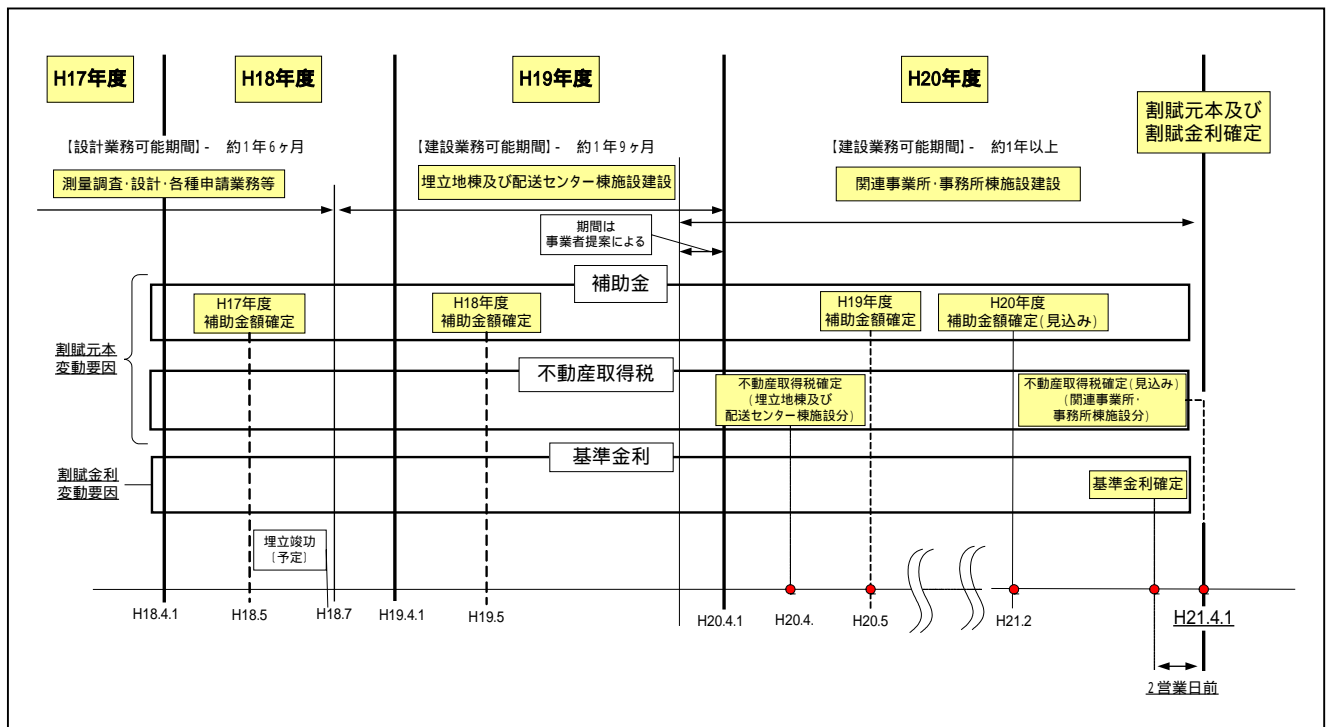 H17年度
H18年度
H19年度
H20年度
割賦元本及び
割賦金利確定
【設計業務可能期間】- 約1年6ヶ月
【建設業務可能期間】- 約1年9ヶ月
【建設業務可能期間】- 約1年以上
測量調査・設計・各種申請業務等
埋立地棟及び配送センター棟施設建設
関連事業所・事務所棟施設建設
期間は
事業者提案による
補助金
H17年度
補助金額確定
H18年度
補助金額確定
H19年度
補助金額確定
H20年度
補助金額確定(見込み)
割賦元本
変動要因
不動産取得税
不動産取得税確定
(埋立地棟及び
配送センター棟施設分)
不動産取得税確定(見込み)
(関連事業所・
事務所棟施設分)
基準金利
割賦金利
変動要因
基準金利確定
埋立竣功
(予定)
H18.4.1
H18.5
H18.7
H19.4.1
H19.5
H20.4.1
H20.4.
H20.5
H21.2
H21.4.1
2営業日前